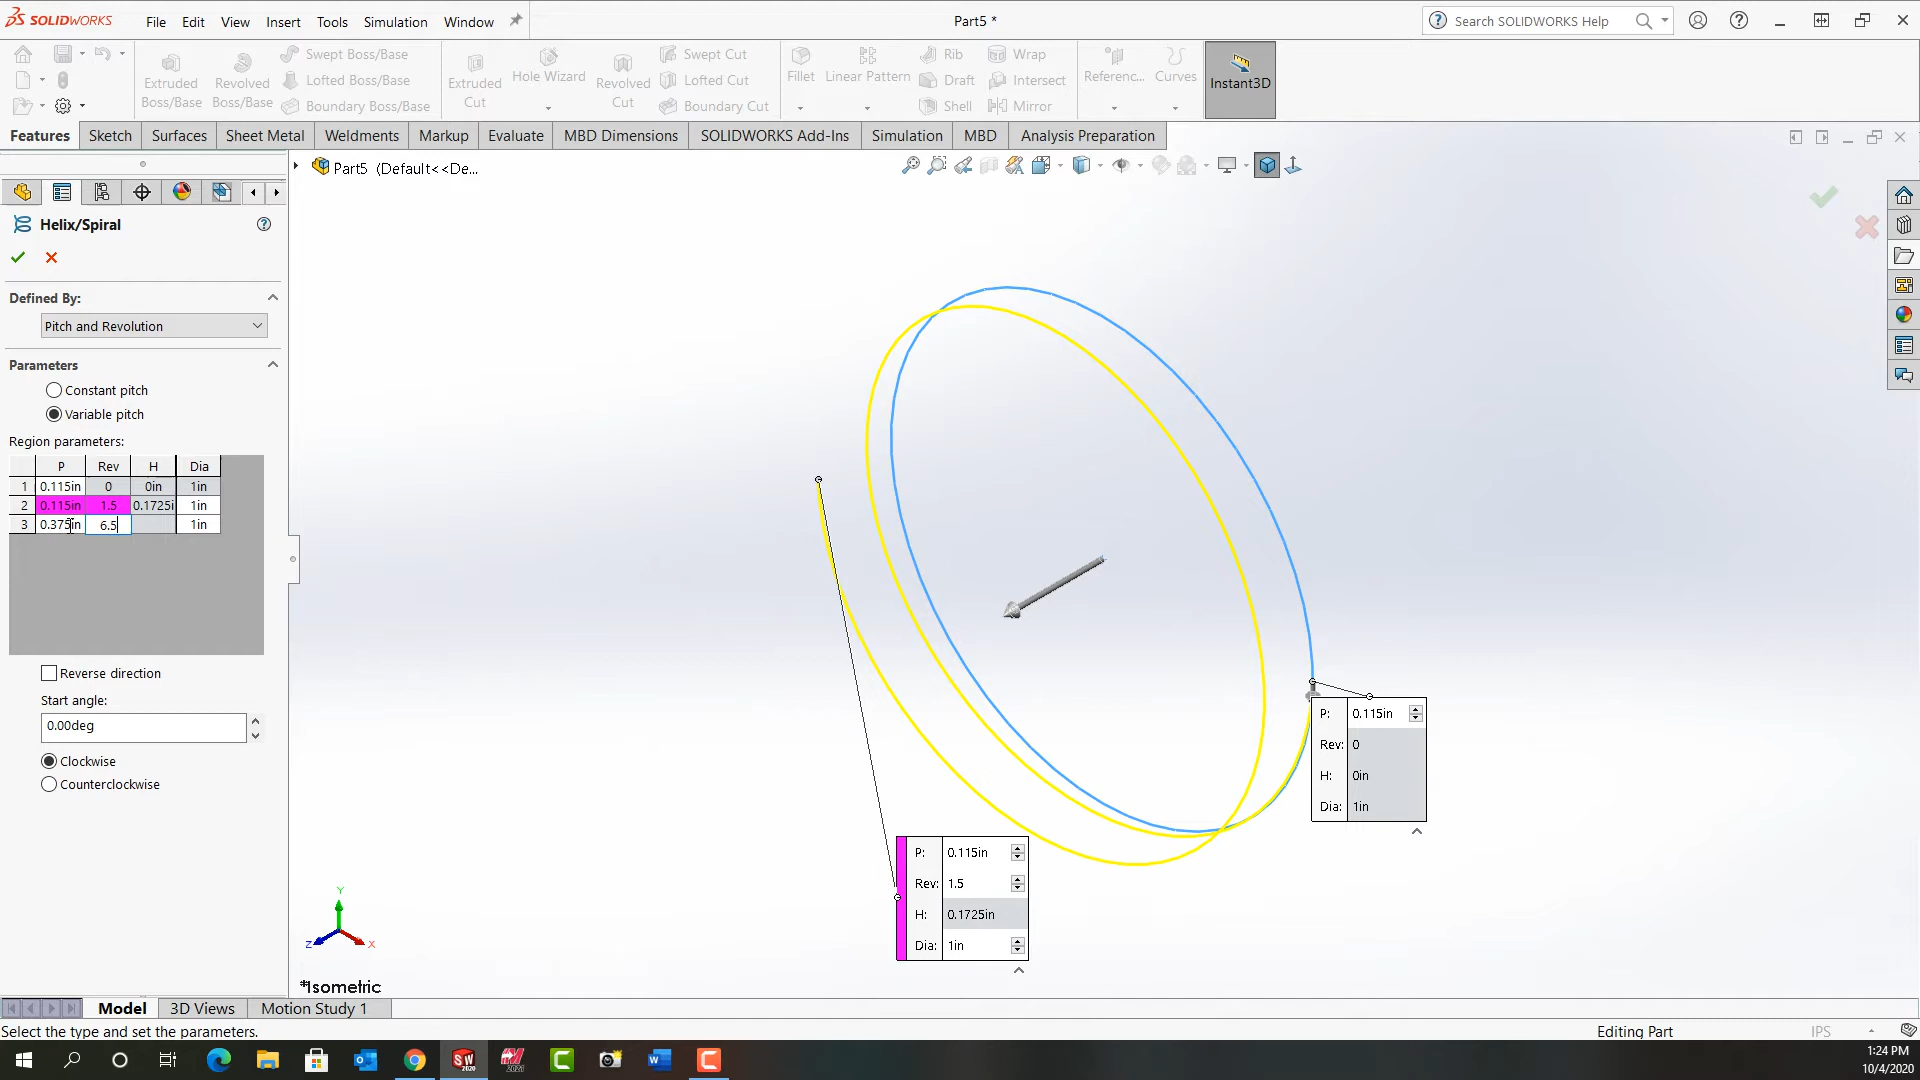 SOLIDWORKS File Edit View Insert Tools Simulation Window Part5 * Search SOLIDWORKS Help
Extruded Boss/Base
Revolved Boss/Base
Swept Boss/Base
Lofted Boss/Base
Boundary Boss/Base
Extruded Cut
Hole Wizard
Revolved Cut
Swept Cut
Lofted Cut
Boundary Cut
Fillet
Linear Pattern
Rib
Draft
Shell
Wrap
Intersect
Mirror
Referenc...
Curves
Instant3D
Features Sketch Surfaces Sheet Metal Weldments Markup Evaluate MBD Dimensions SOLIDWORKS Add-Ins Simulation MBD Analysis Preparation
Part5 (Default<<De...
Helix/Spiral
Defined By:
Pitch and Revolution
Parameters
Constant pitch
Variable pitch
Region parameters:
P Rev H Dia
1 0.115in 0 0in 1in
2 0.115in 1.5 0.1725i 1in
3 0.375in 6.5 1in
Reverse direction
Start angle:
0.00deg
Clockwise
Counterclockwise
P: 0.115in
Rev: 0
H: 0in
Dia: 1in
P: 0.115in
Rev: 1.5
H: 0.1725in
Dia: 1in
Y
Z X
*Isometric
Model 3D Views Motion Study 1
Select the type and set the parameters. Editing Part IPS
SW 2020
2021
1:24 PM
10/4/2020